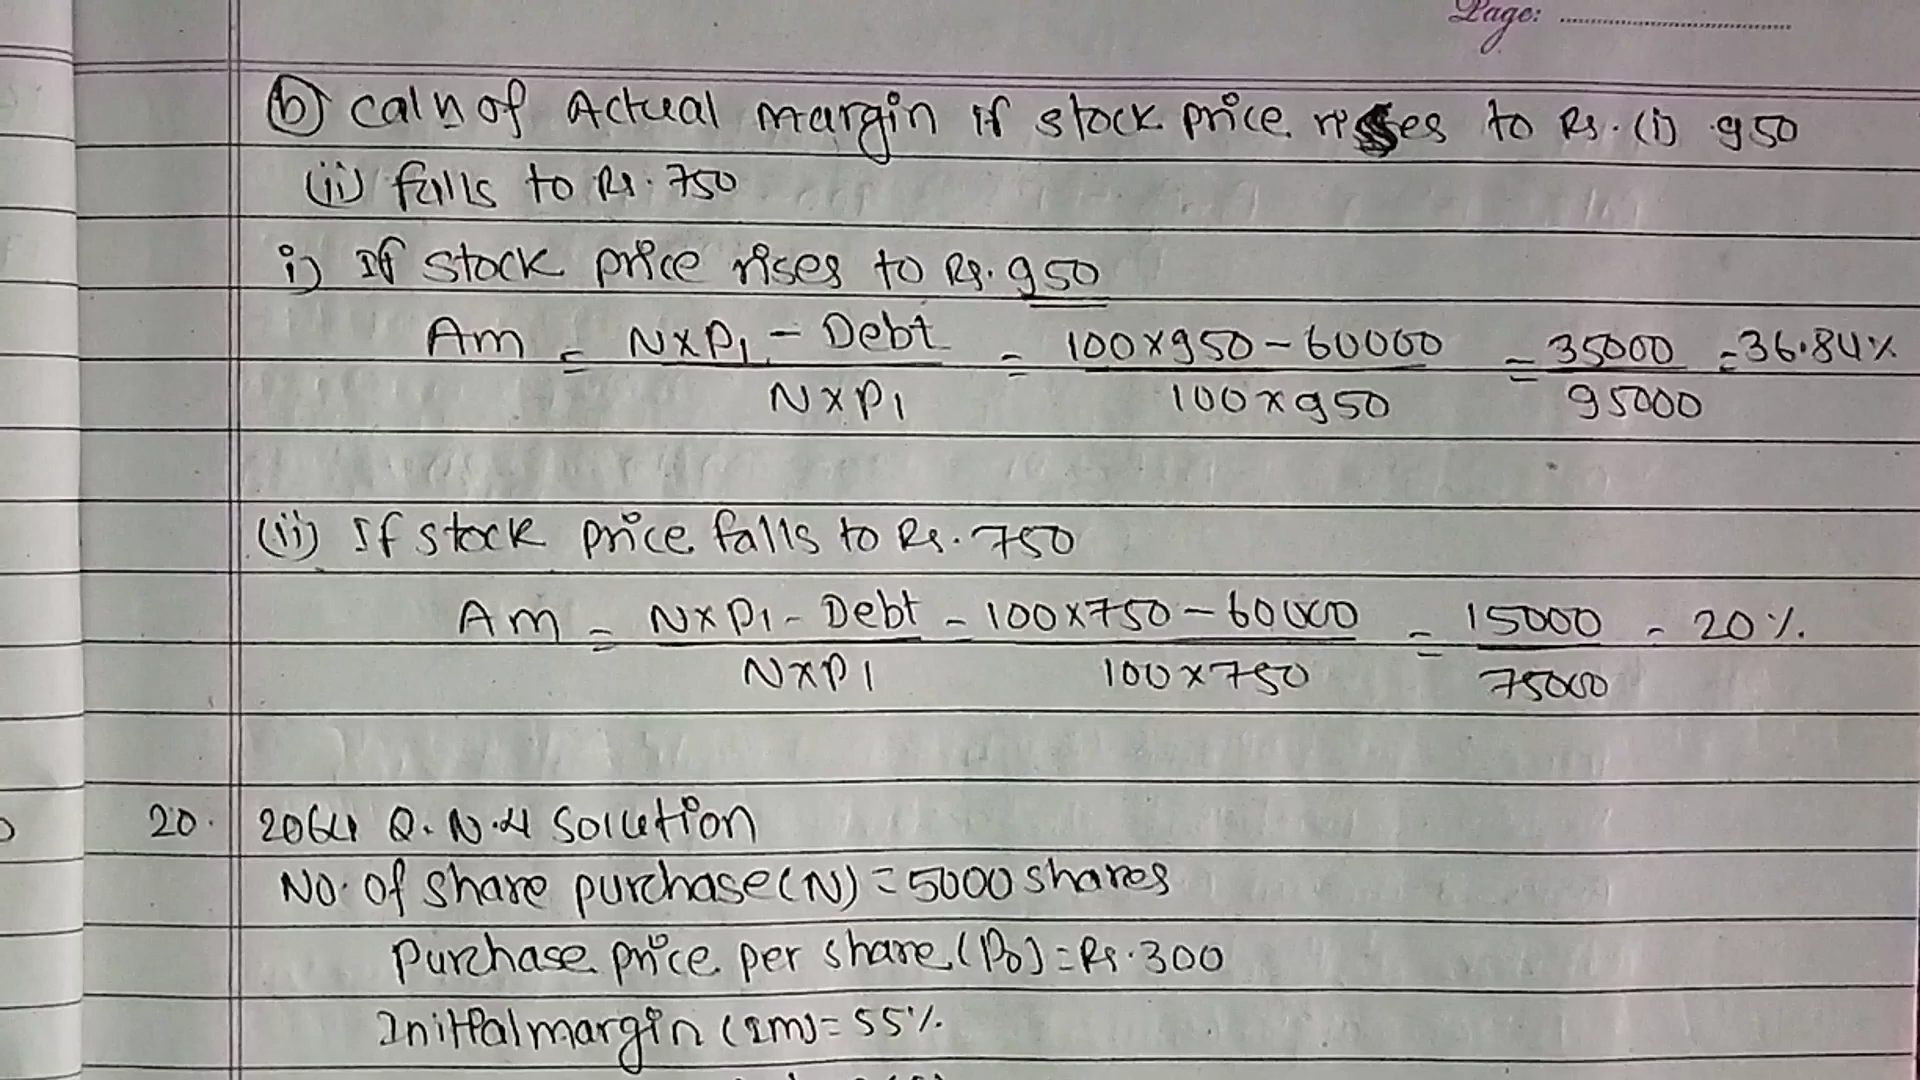 Page:
(b) caln of Actual margin if stock price rises to Rs. (i) 950
(ii) falls to Rs. 750
i) If stock price rises to Rs. 950
Am = N×P1 - Debt / N×P1 = 100×950 - 60000 / 100×950 = 35000 / 95000 = 36.84%
(ii) If stock price falls to Rs. 750
Am = N×P1 - Debt / N×P1 = 100×750 - 60000 / 100×750 = 15000 / 75000 = 20%
20. 2064 Q.N.4 Solution
No. of share purchase (N) = 5000 shares
purchase price per share (P0) = Rs. 300
Initial margin (Im) = 55%